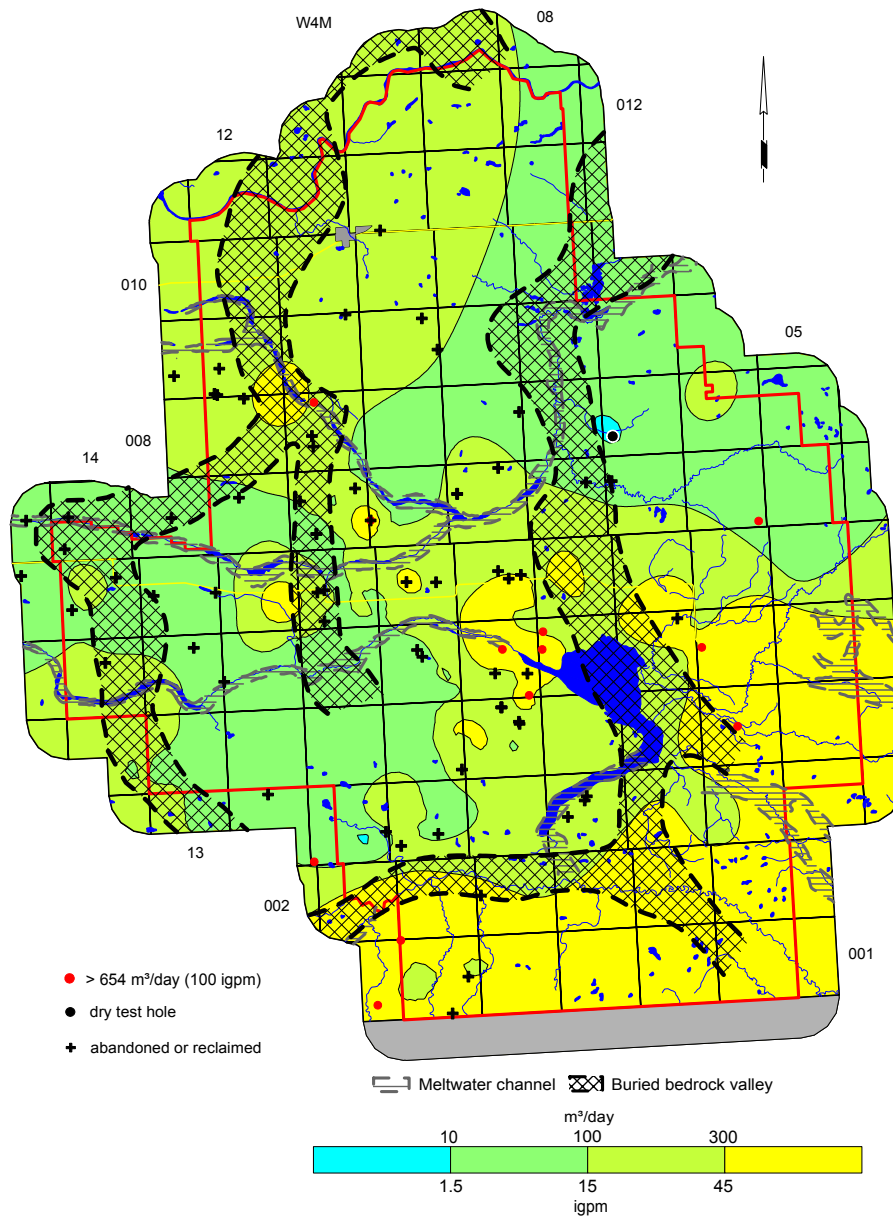 W4M
08
12
012
010
05
008
14
13
002
001
> 654 m³/day (100 igpm)
dry test hole
abandoned or reclaimed
Meltwater channel
Buried bedrock valley
m³/day
10
100
300
1.5
15
45
igpm